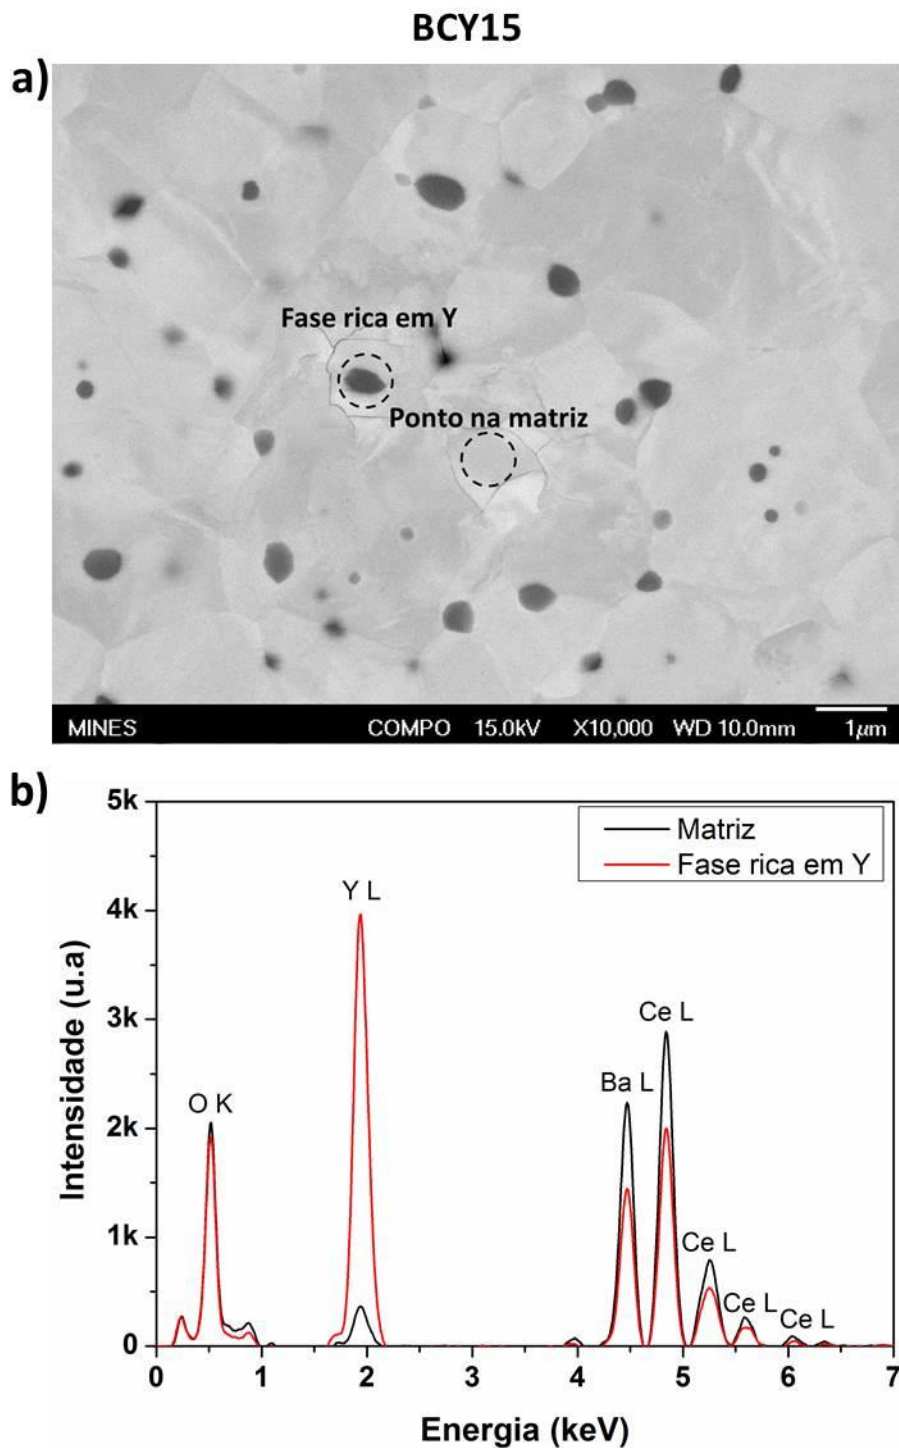 BCY15
a)
Fase rica em Y
Ponto na matriz
MINES COMPO 15.0kV X10,000 WD 10.0mm 1µm
b)
5k
4k
3k
2k
1k
0
Intensidade (u.a)
Matriz
Fase rica em Y
O K
Y L
Ba L
Ce L
Ce L
Ce L
Ce L
0 1 2 3 4 5 6 7
Energia (keV)